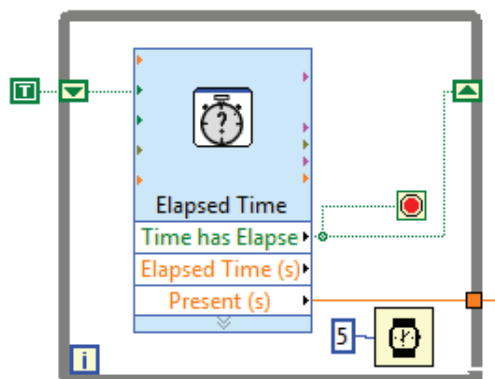 T
?
Elapsed Time
Time has Elapse
Elapsed Time (s)
Present (s)
5
i